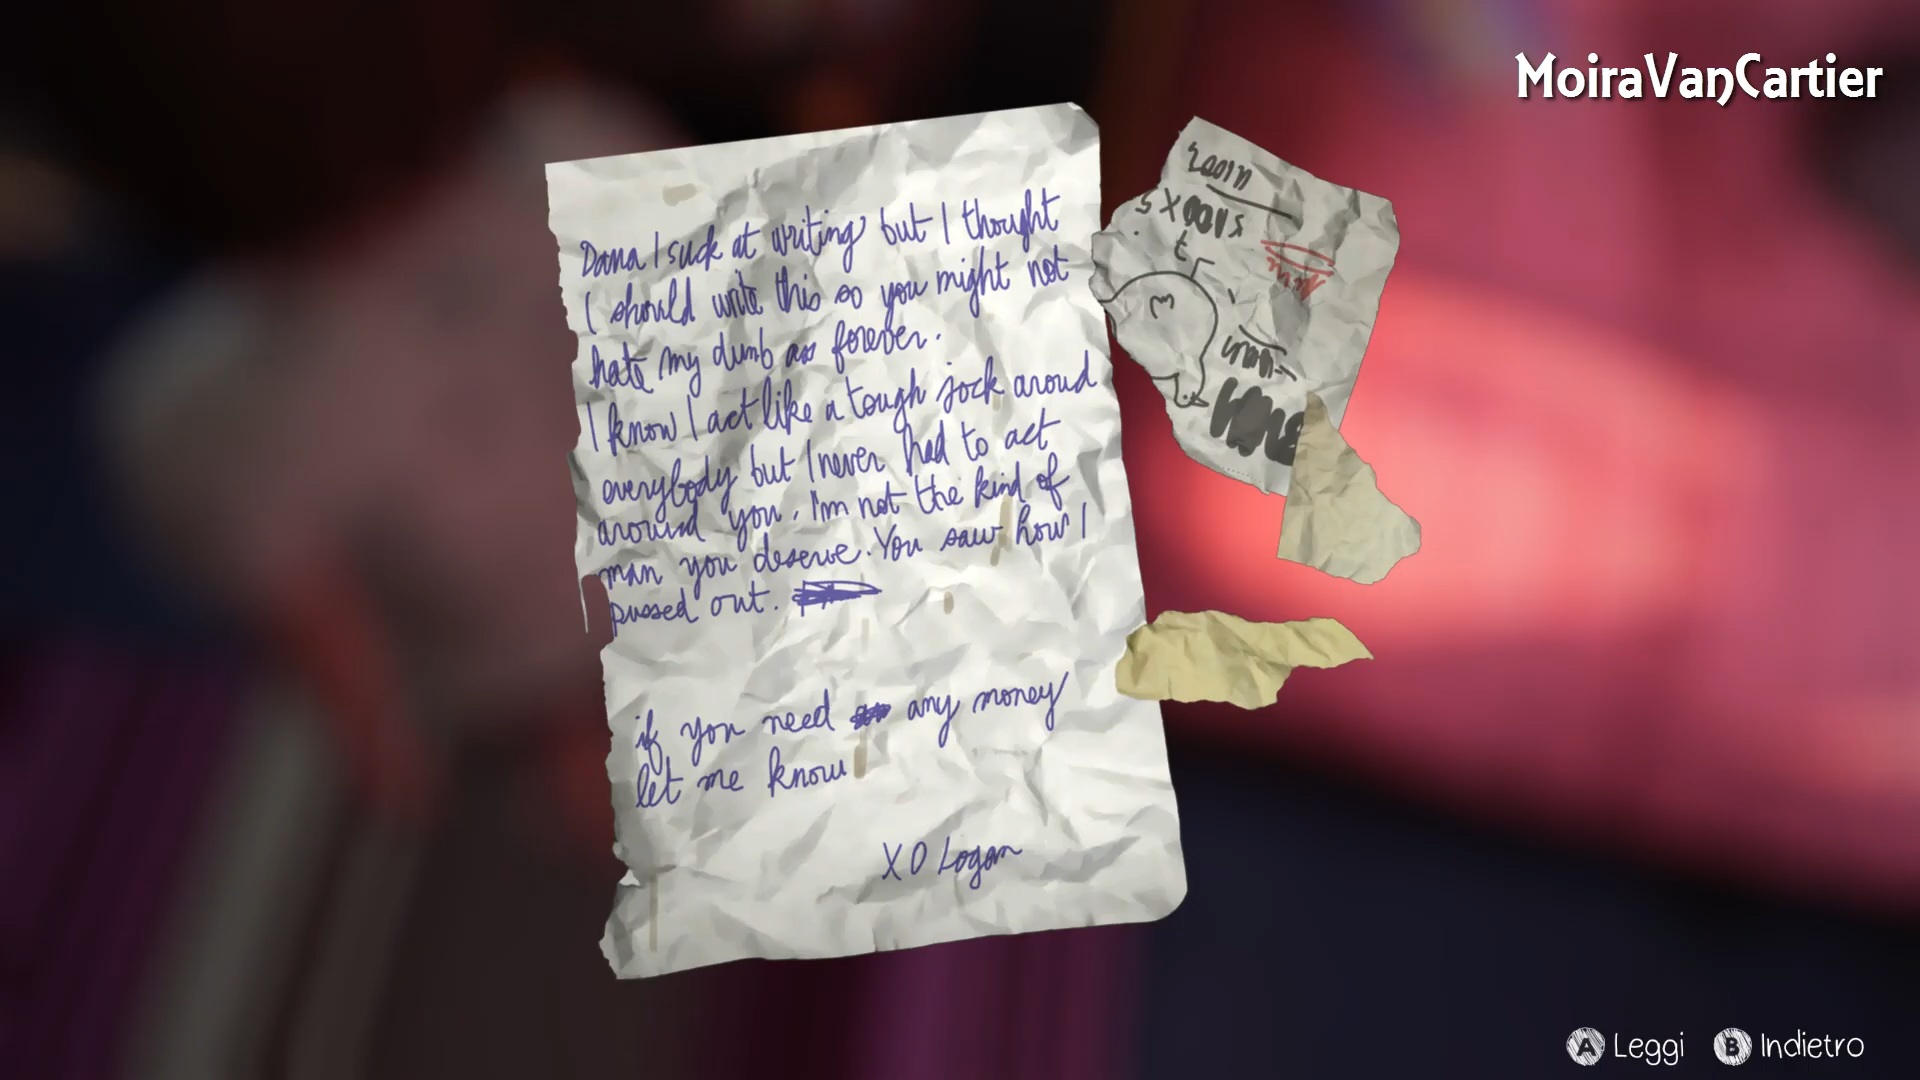 MoiraVanCartier
Dana I suck at writing but I thought
I should write this so you might not
hate my dumb ass forever.
I know I act like a tough jock aroud
everybody but I never had to act
around you. I'm not the kind of
man you deserve. You saw how I
pussed out.
if you need any money
let me know
XO Logan
A Leggi B Indietro